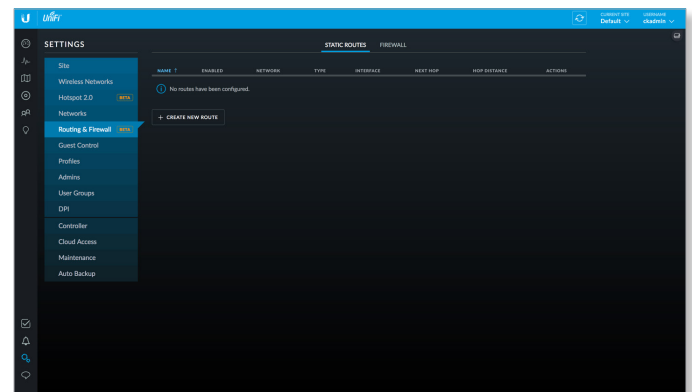 UniFi
CURRENT SITE
Default
USERNAME
ckadmin
SETTINGS
STATIC ROUTES FIREWALL
Site
Wireless Networks
Hotspot 2.0 BETA
Networks
Routing & Firewall BETA
Guest Control
Profiles
Admins
User Groups
DPI
Controller
Cloud Access
Maintenance
Auto Backup
NAME ↑ ENABLED NETWORK TYPE INTERFACE NEXT HOP HOP DISTANCE ACTIONS
No routes have been configured.
+ CREATE NEW ROUTE